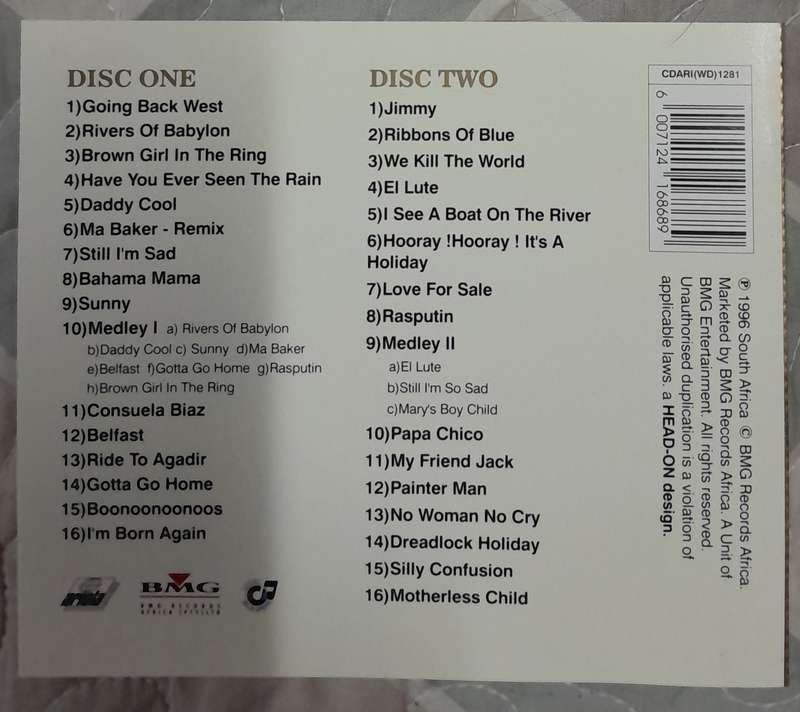 DISC ONE
1)Going Back West
2)Rivers Of Babylon
3)Brown Girl In The Ring
4)Have You Ever Seen The Rain
5)Daddy Cool
6)Ma Baker - Remix
7)Still I'm Sad
8)Bahama Mama
9)Sunny
10)Medley I a) Rivers Of Babylon
b)Daddy Cool c) Sunny d)Ma Baker
e)Belfast f)Gotta Go Home g)Rasputin
h)Brown Girl In The Ring
11)Consuela Biaz
12)Belfast
13)Ride To Agadir
14)Gotta Go Home
15)Boonoonoonoos
16)I'm Born Again
BMG
BMG RECORDS
DISC TWO
1)Jimmy
2)Ribbons Of Blue
3)We Kill The World
4)El Lute
5)I See A Boat On The River
6)Hooray !Hooray ! It's A
Holiday
7)Love For Sale
8)Rasputin
9)Medley II
a)El Lute
b)Still I'm So Sad
c)Mary's Boy Child
10)Papa Chico
11)My Friend Jack
12)Painter Man
13)No Woman No Cry
14)Dreadlock Holiday
15)Silly Confusion
16)Motherless Child
CDARI(WD)1281
6 007124 168689
℗ 1996 South Africa © BMG Records Africa.
Marketed by BMG Records Africa. A Unit of
BMG Entertainment. All rights reserved.
Unauthorised duplication is a violation of
applicable laws. a HEAD-ON design.